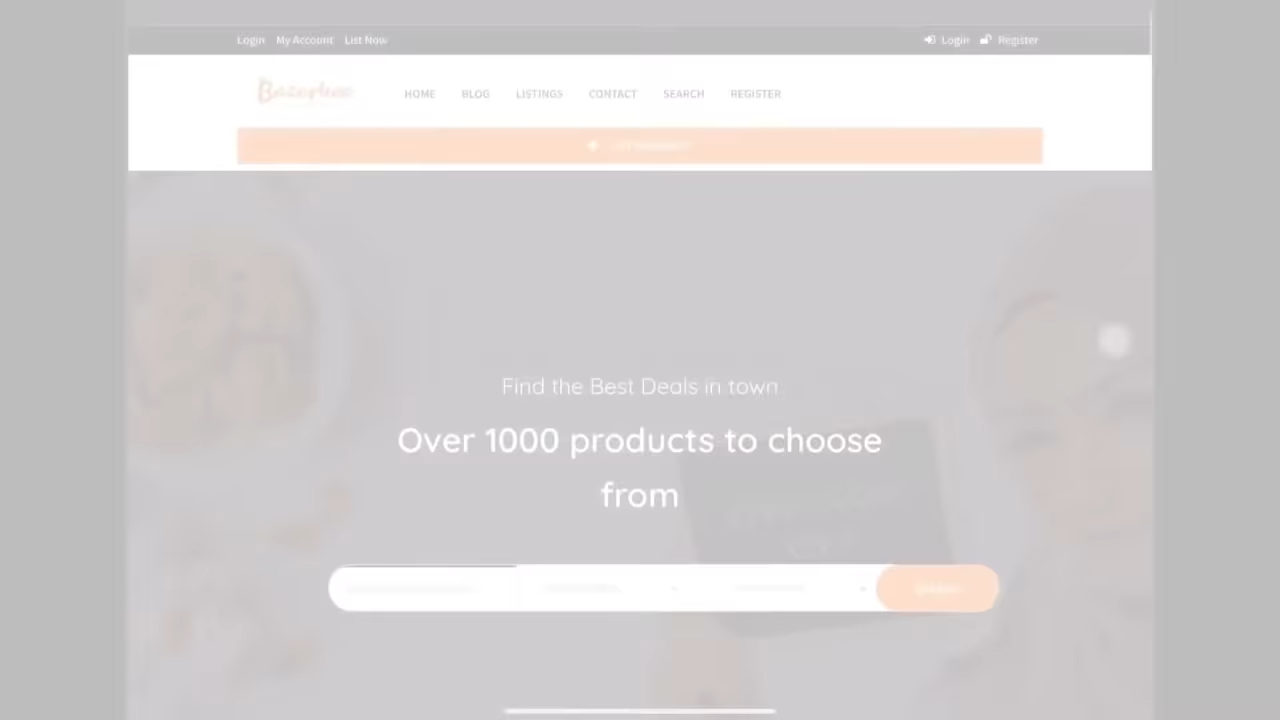 Login My Account List Now Login Register
HOME BLOG LISTINGS CONTACT SEARCH REGISTER
Find the Best Deals in town
Over 1000 products to choose
from